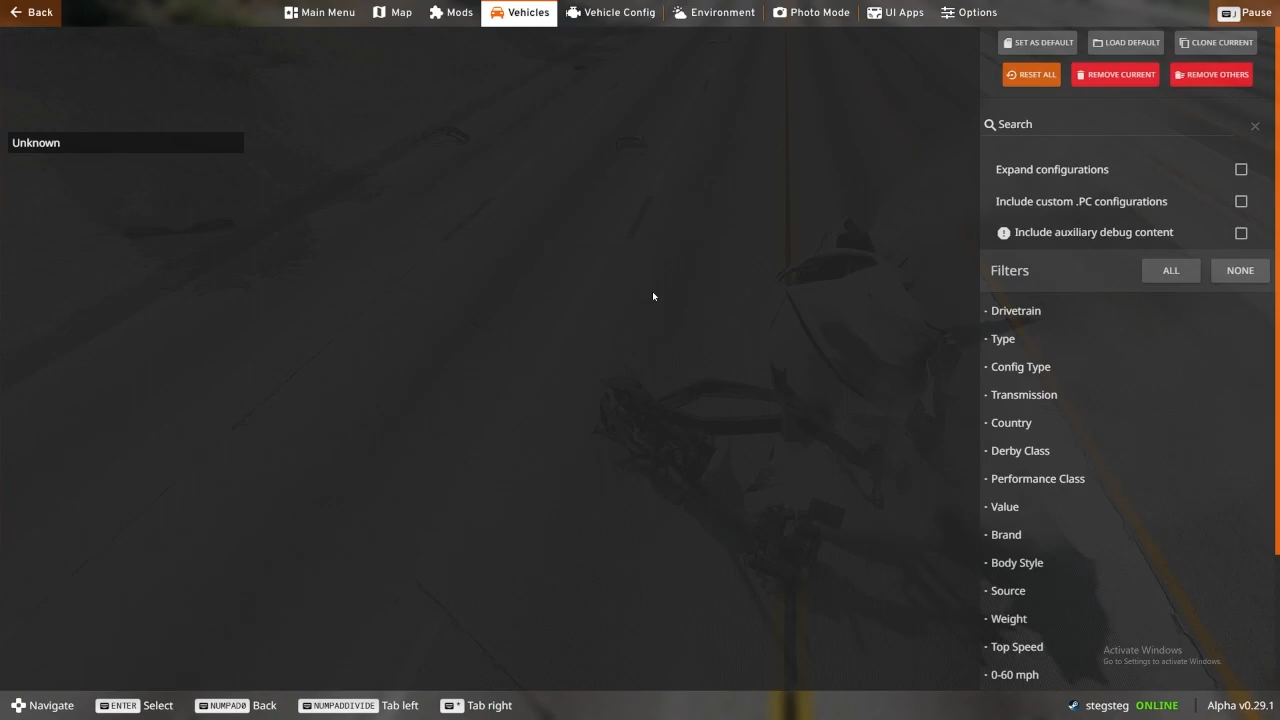 Back
Main Menu
Map
Mods
Vehicles
Vehicle Config
Environment
Photo Mode
UI Apps
Options
J Pause
SET AS DEFAULT
LOAD DEFAULT
CLONE CURRENT
RESET ALL
REMOVE CURRENT
REMOVE OTHERS
Search
Unknown
Expand configurations
Include custom .PC configurations
Include auxiliary debug content
Filters
ALL
NONE
- Drivetrain
- Type
- Config Type
- Transmission
- Country
- Derby Class
- Performance Class
- Value
- Brand
- Body Style
- Source
- Weight
- Top Speed
- 0-60 mph
Activate Windows
Go to Settings to activate Windows.
Navigate
ENTER Select
NUMPAD0 Back
NUMPADDIVIDE Tab left
* Tab right
stegsteg ONLINE
Alpha v0.29.1